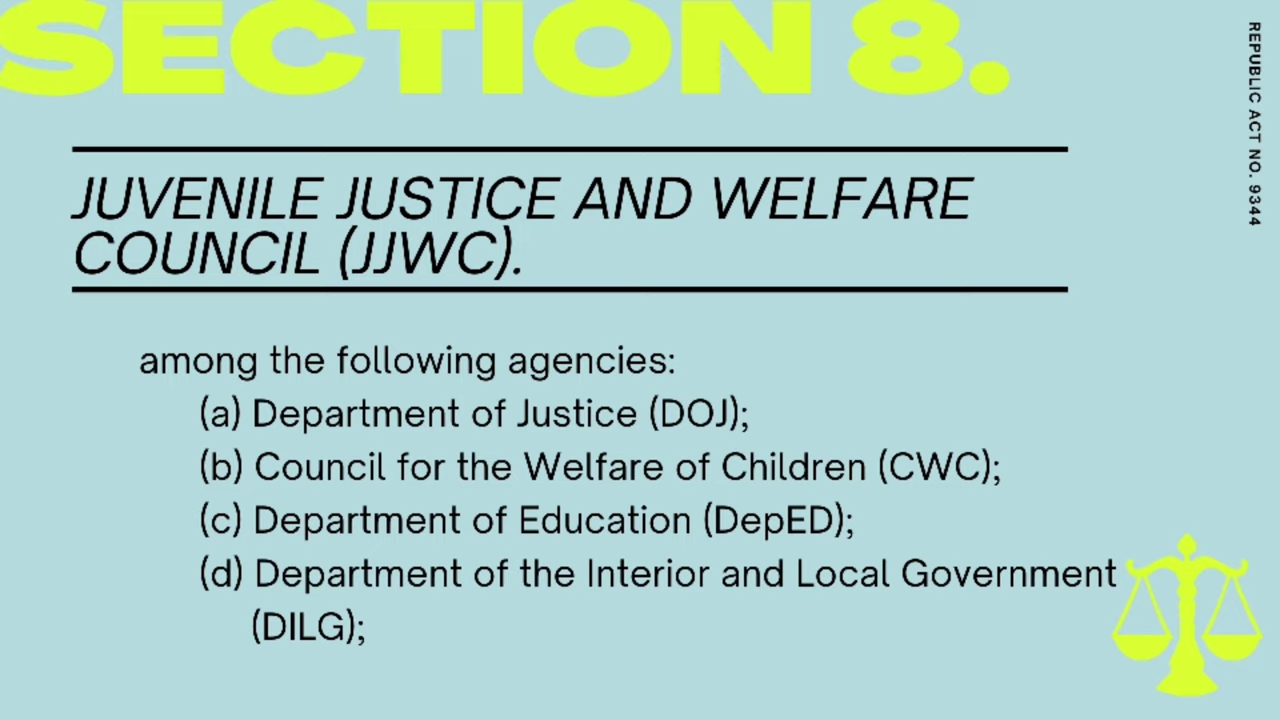 SECTION 8.
REPUBLIC ACT NO. 9344
JUVENILE JUSTICE AND WELFARE
COUNCIL (JJWC).
among the following agencies:
(a) Department of Justice (DOJ);
(b) Council for the Welfare of Children (CWC);
(c) Department of Education (DepED);
(d) Department of the Interior and Local Government
(DILG);